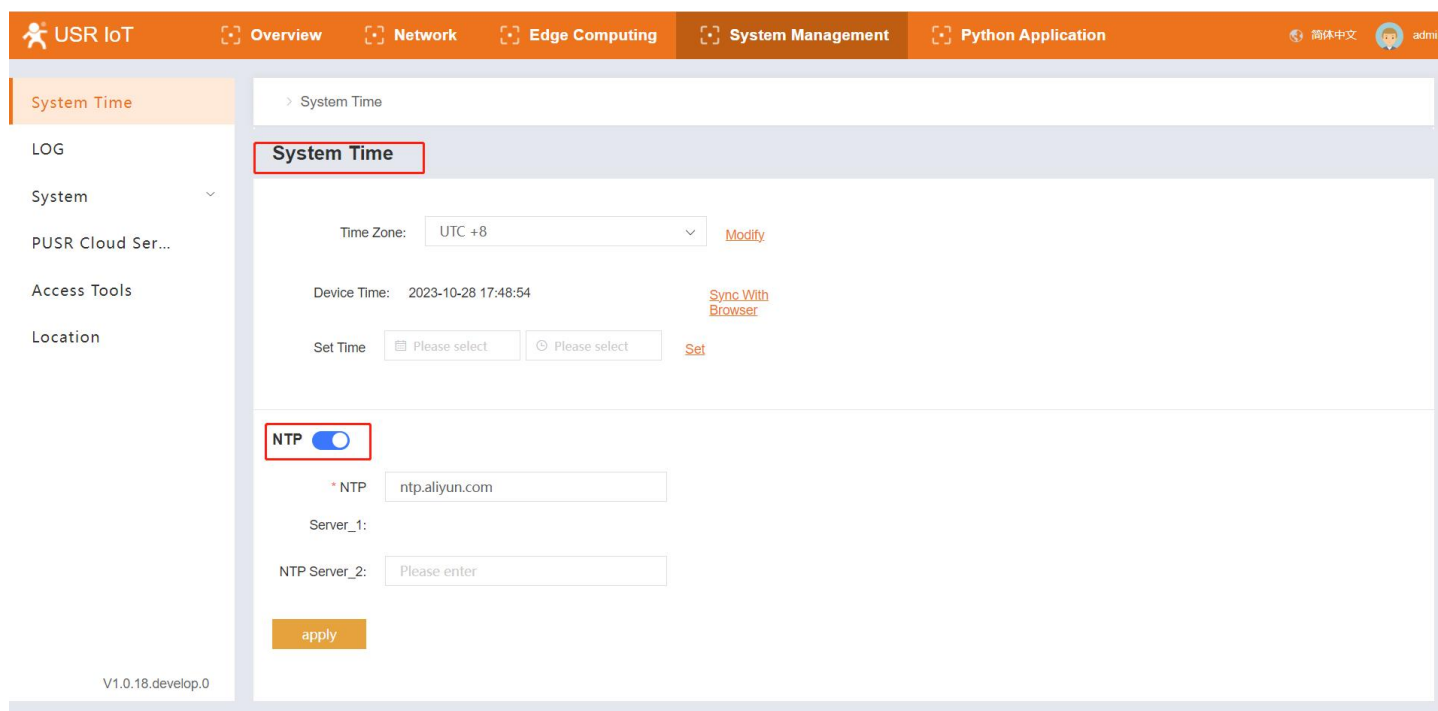 USR IoT
Overview
Network
Edge Computing
System Management
Python Application
简体中文
admi
System Time
LOG
System
PUSR Cloud Ser...
Access Tools
Location
V1.0.18.develop.0
> System Time
System Time
Time Zone:
UTC +8
Modify
Device Time:
2023-10-28 17:48:54
Sync With
Browser
Set Time
Please select
Please select
Set
NTP
* NTP
Server_1:
ntp.aliyun.com
NTP Server_2:
Please enter
apply